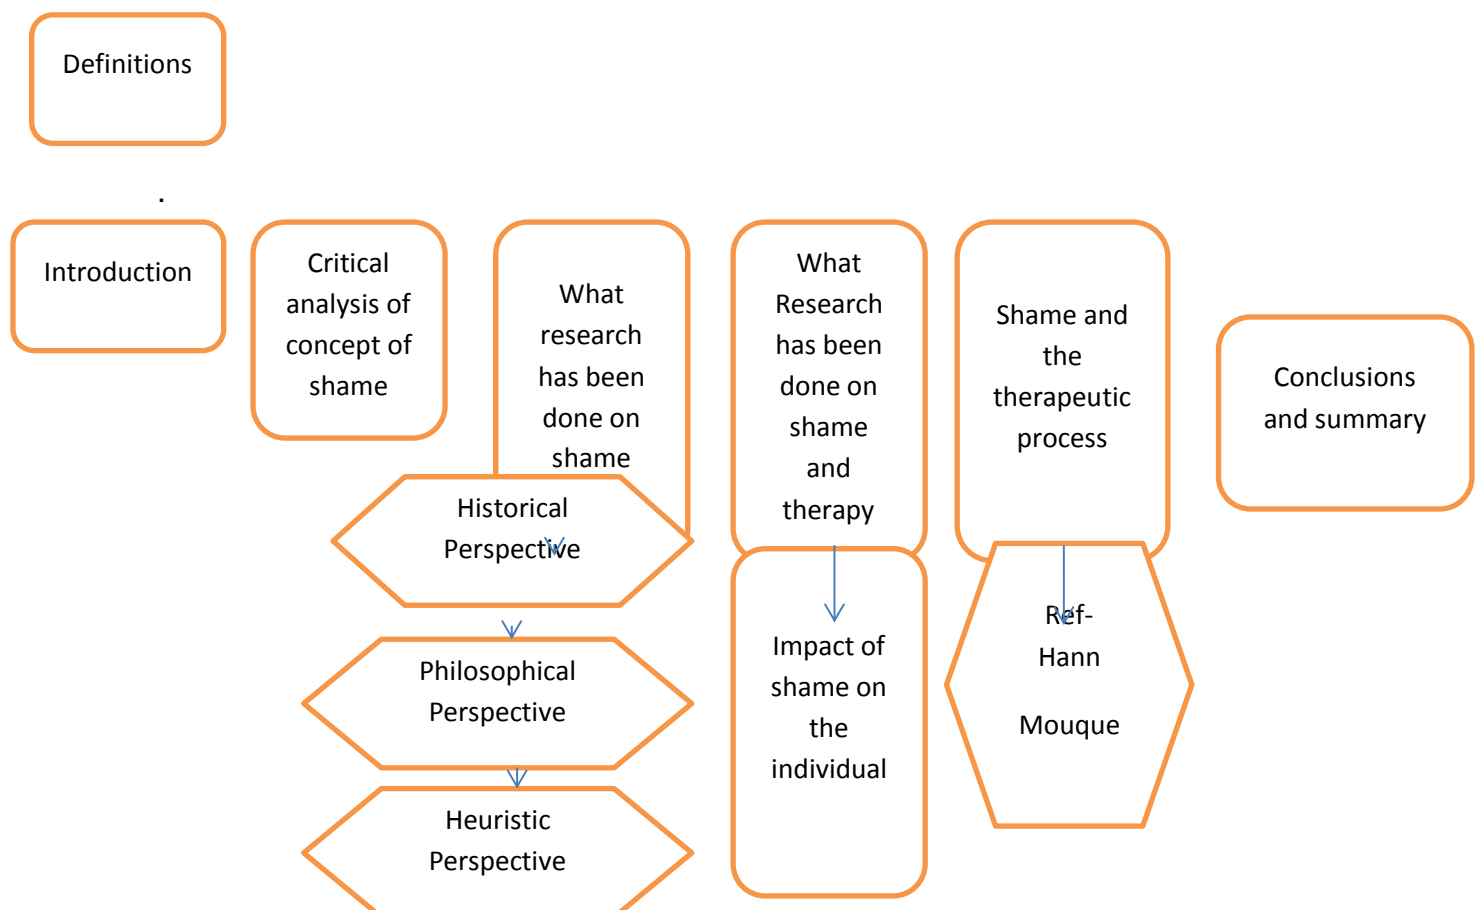 Definitions
.
Introduction
Critical
analysis of
concept of
shame
What
research
has been
done on
shame
Historical
Perspective
Philosophical
Perspective
Heuristic
Perspective
What
Research
has been
done on
shame
and
therapy
Impact of
shame on
the
individual
Shame and
the
therapeutic
process
Ref-
Hann
Mouque
Conclusions
and summary